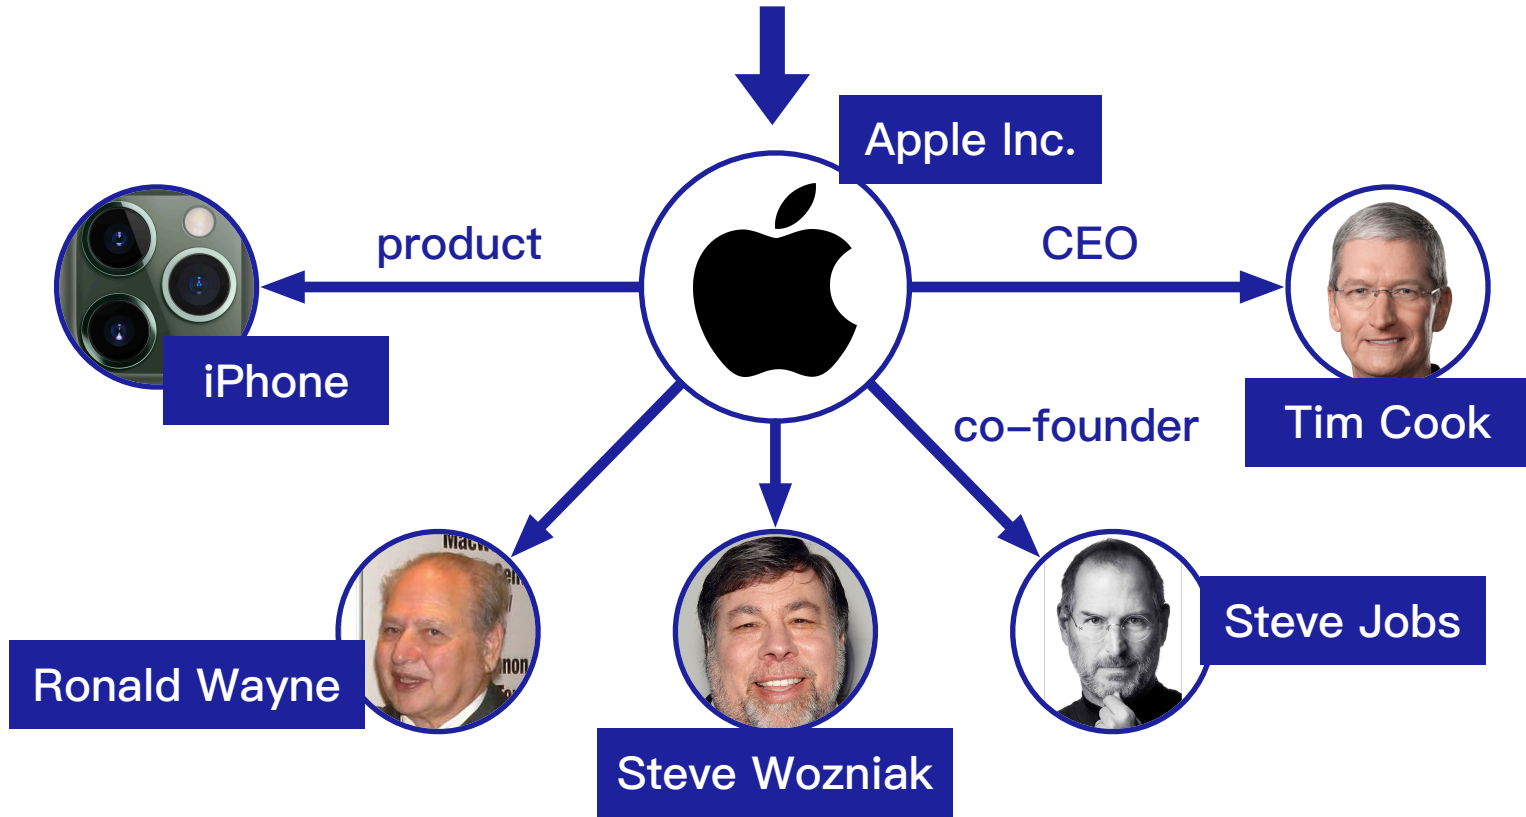 Apple Inc.
product
CEO
iPhone
Tim Cook
co–founder
Ronald Wayne
Steve Wozniak
Steve Jobs